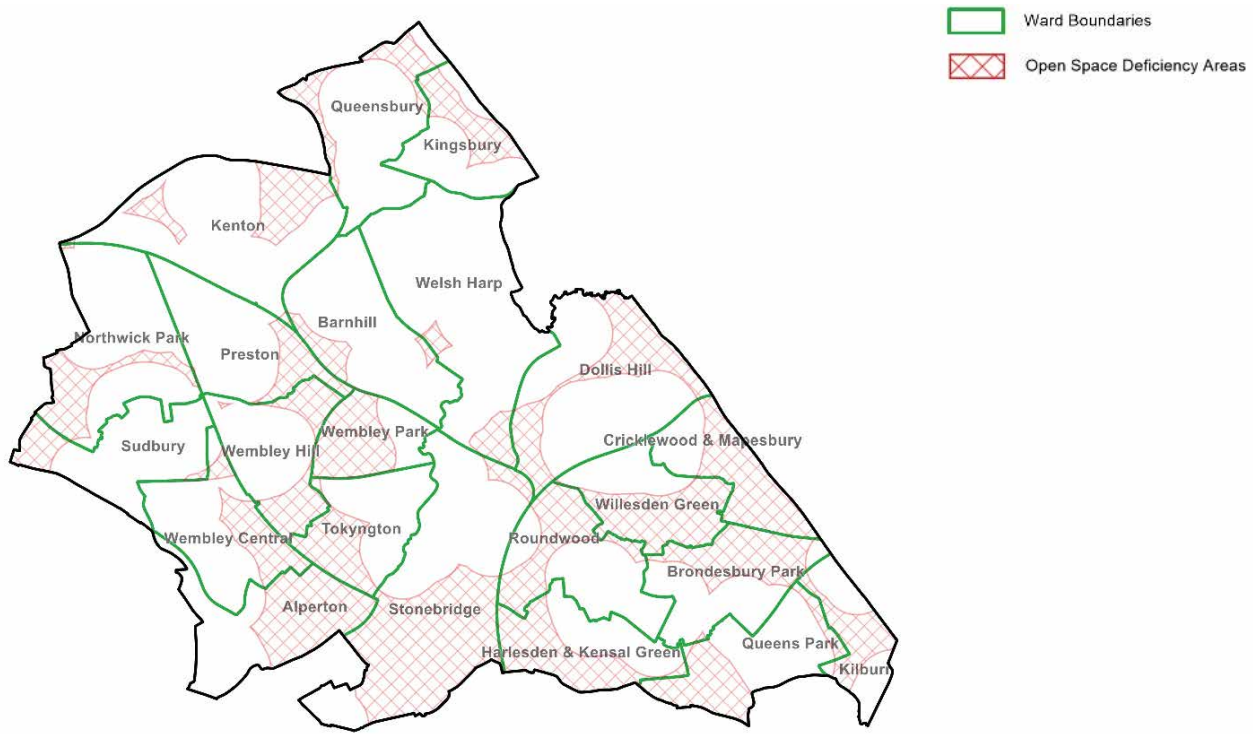 Ward Boundaries
Open Space Deficiency Areas
Queensbury
Kingsbury
Kenton
Welsh Harp
Barnhill
Northwick Park
Preston
Dollis Hill
Wembley Park
Cricklewood & Mapesbury
Sudbury
Wembley Hill
Willesden Green
Tokyngton
Wembley Central
Roundwood
Brondesbury Park
Alperton
Stonebridge
Queens Park
Harlesden & Kensal Green
Kilburn